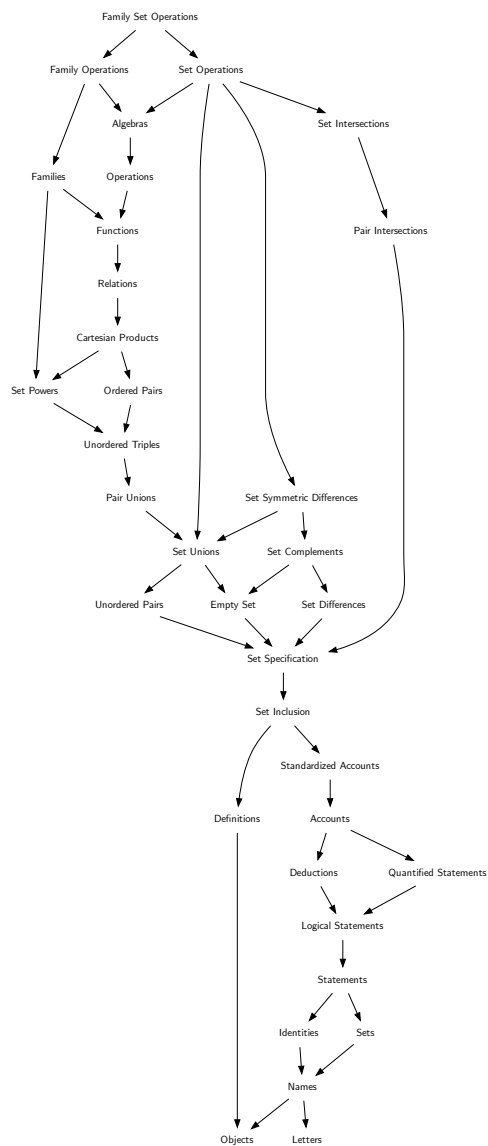 Family Set Operations
Family Operations
Set Operations
Algebras
Set Intersections
Families
Operations
Functions
Pair Intersections
Relations
Cartesian Products
Set Powers
Ordered Pairs
Unordered Triples
Pair Unions
Set Symmetric Differences
Set Unions
Set Complements
Unordered Pairs
Empty Set
Set Differences
Set Specification
Set Inclusion
Standardized Accounts
Definitions
Accounts
Deductions
Quantified Statements
Logical Statements
Statements
Identities
Sets
Names
Objects
Letters